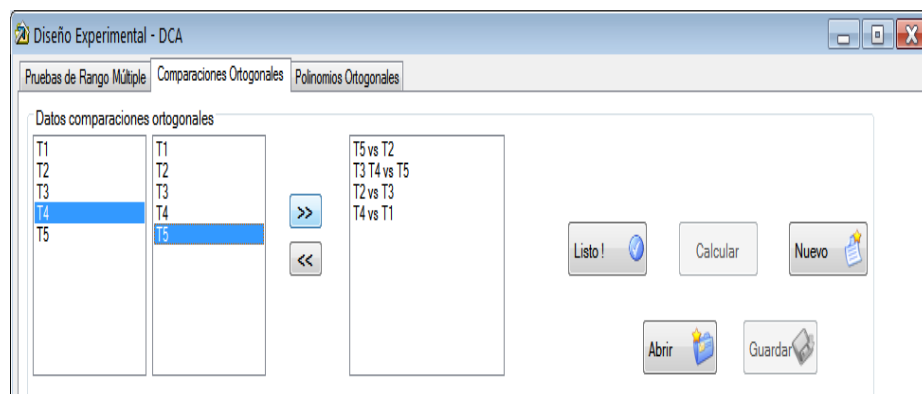 Diseño Experimental - DCA
Pruebas de Rango Múltiple Comparaciones Ortogonales Polinomios Ortogonales
Datos comparaciones ortogonales
T1 T1 T5 vs T2
T2 T2 T3 T4 vs T5
T3 T3 T2 vs T3
T4 T4 >> T4 vs T1
T5 T5
<<
Listo ! Calcular Nuevo
Abrir Guardar